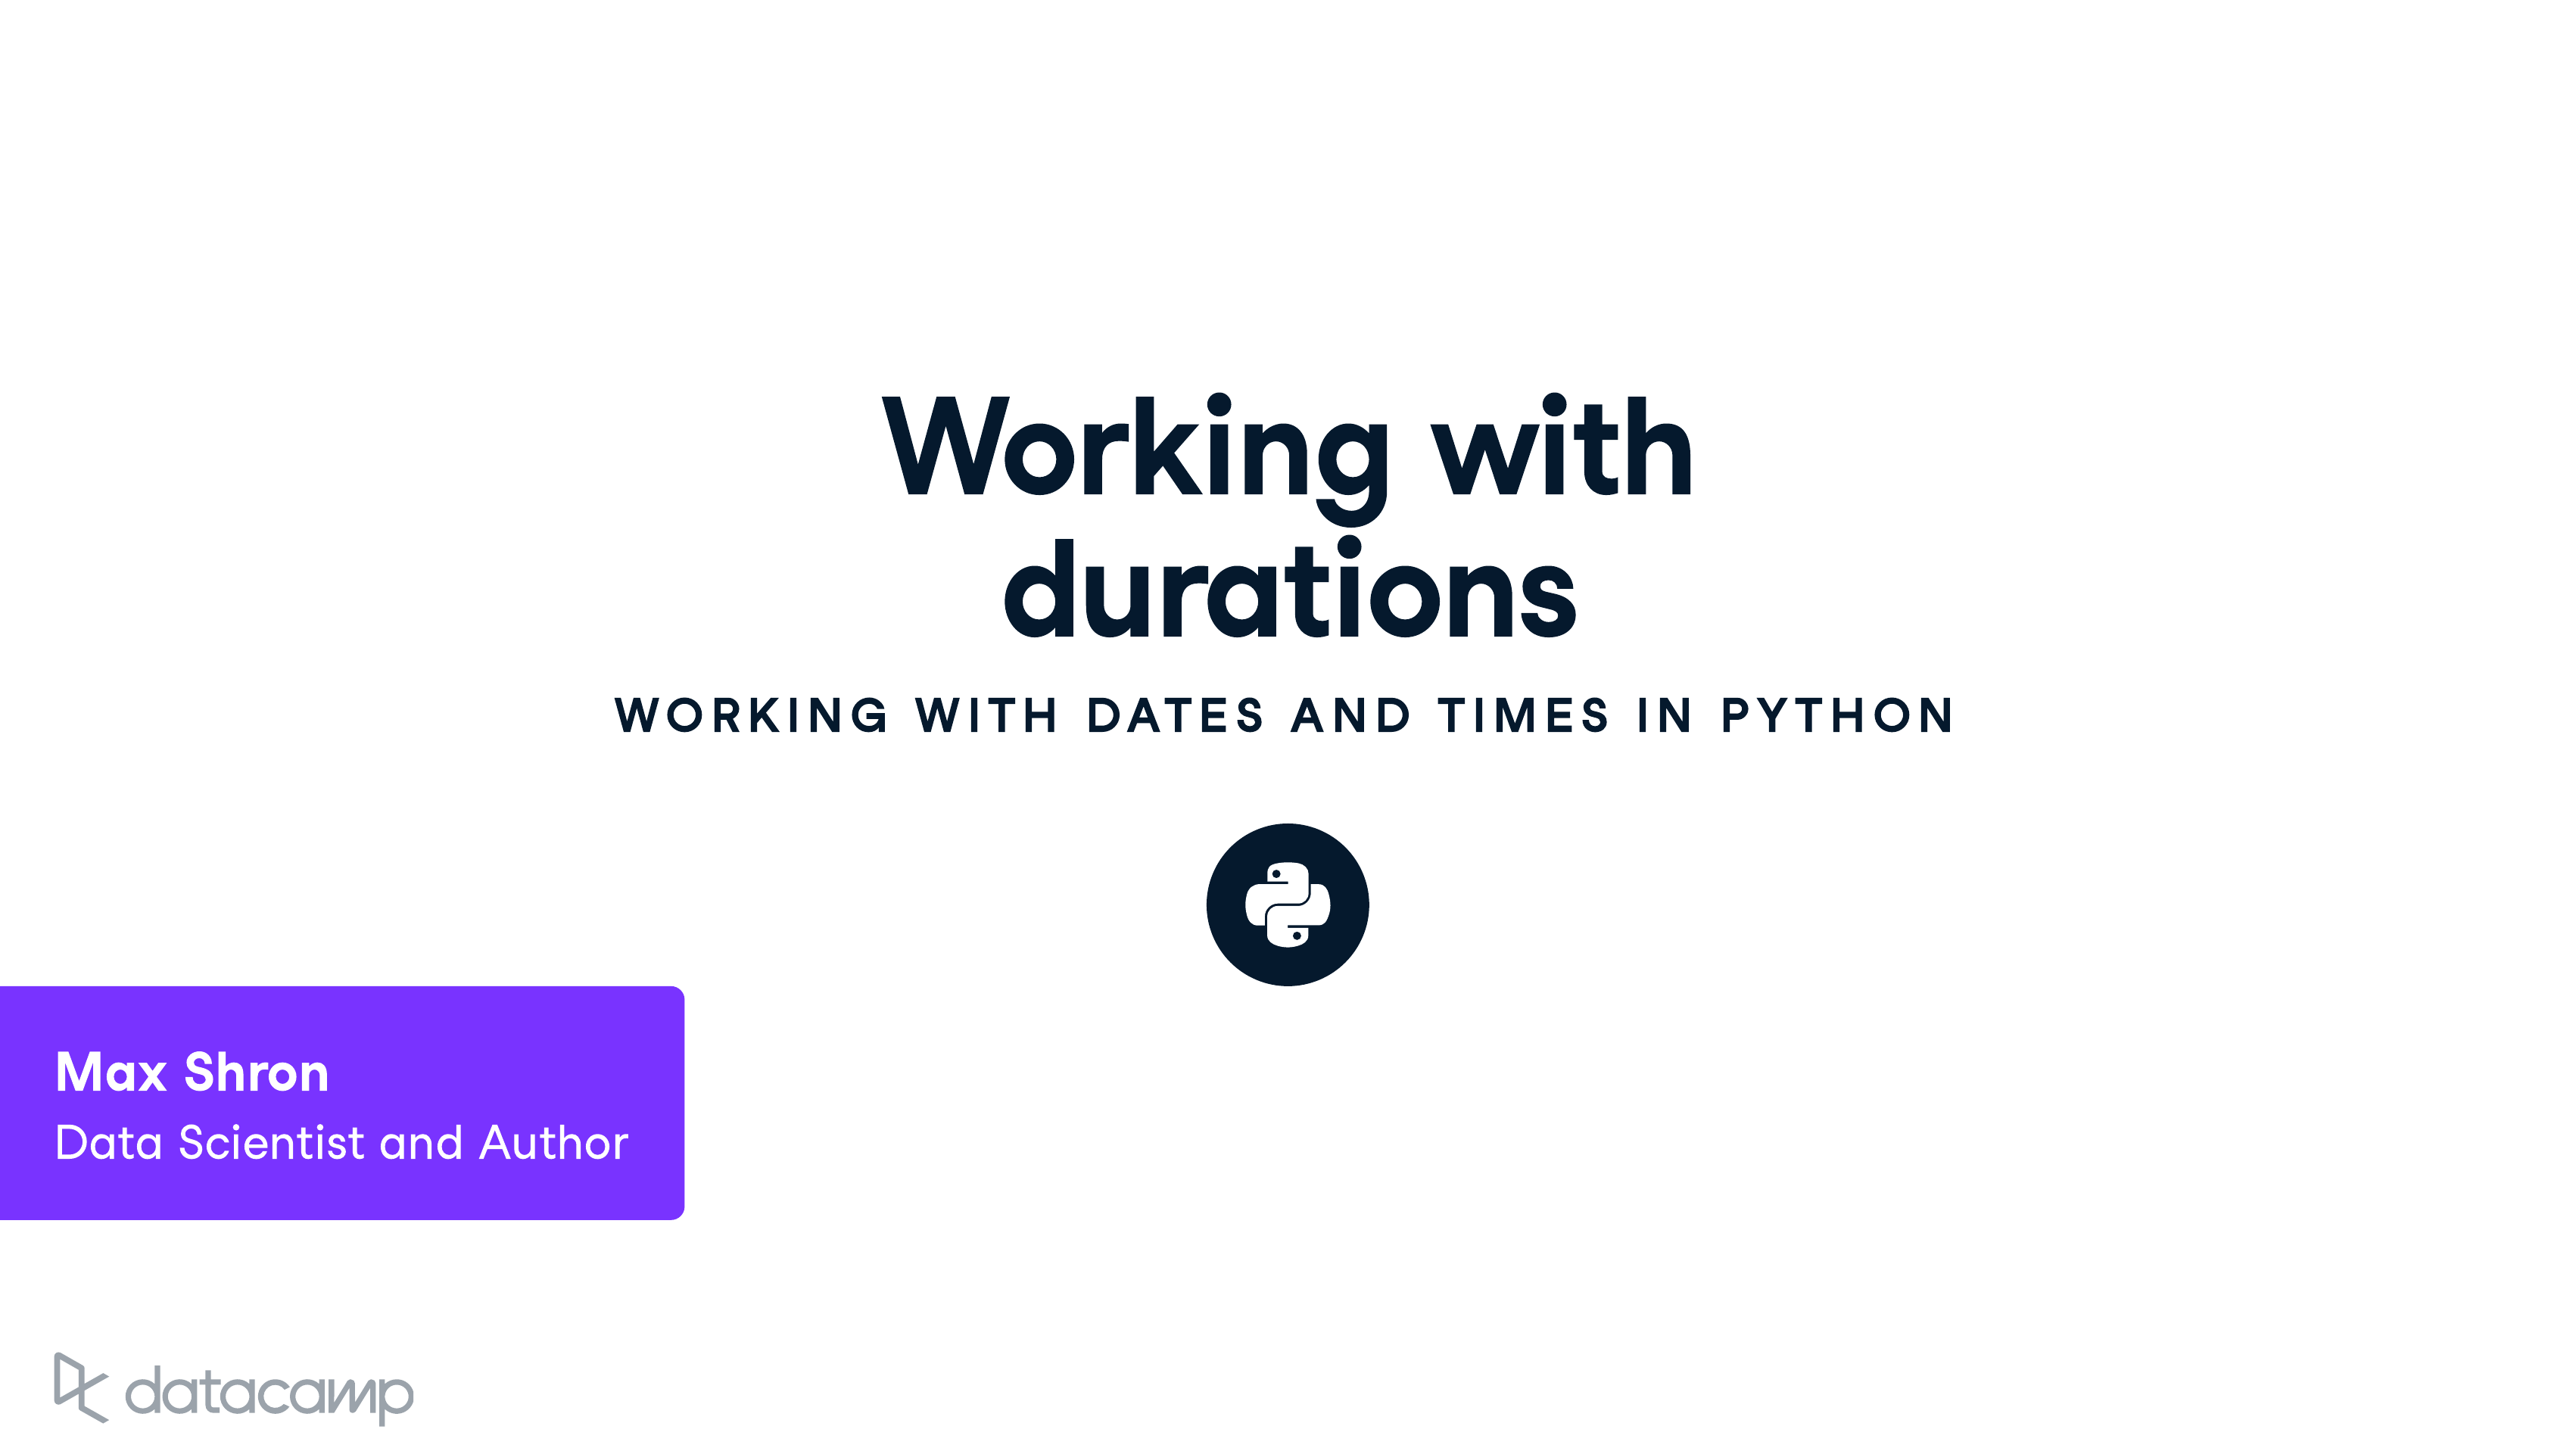 Working with
durations
WORKING WITH DATES AND TIMES IN PYTHON
Max Shron
Data Scientist and Author
datacamp